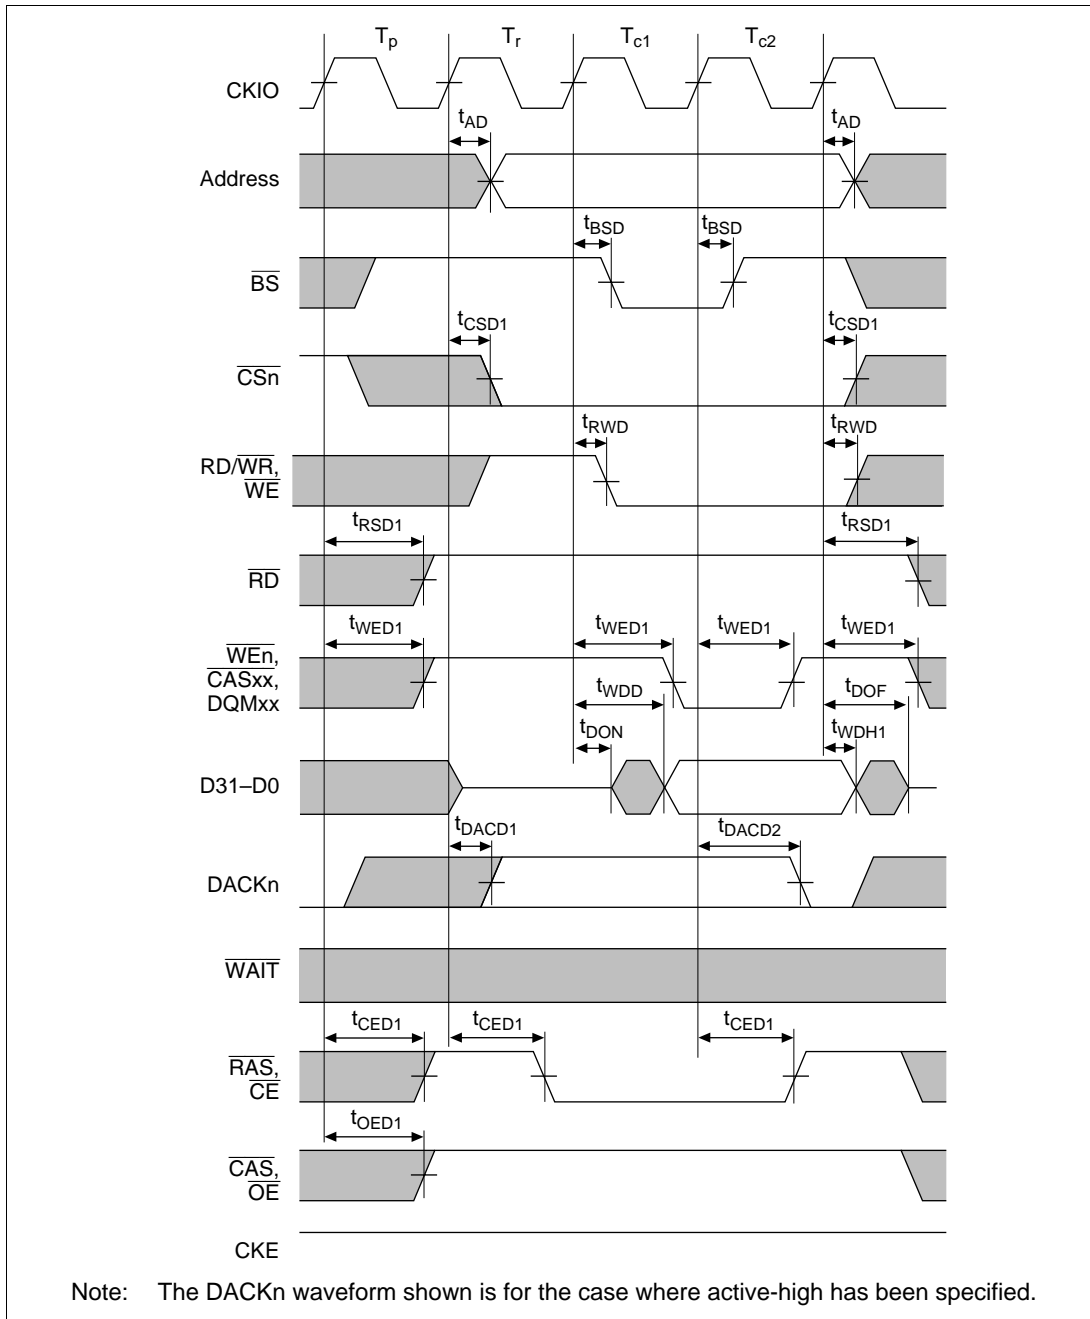 Tp Tr Tc1 Tc2
CKIO
tAD tAD
Address
tBSD tBSD
BS
tCSD1 tCSD1
CSn
tRWD tRWD
RD/WR,
WE
tRSD1 tRSD1
RD
tWED1 tWED1 tWED1 tWED1
WEn,
CASxx,
DQMxx
tWDD tDOF
tDON tWDH1
D31–D0
tDACD1 tDACD2
DACKn
WAIT
tCED1 tCED1 tCED1
RAS,
CE
tOED1
CAS,
OE
CKE
Note: The DACKn waveform shown is for the case where active-high has been specified.